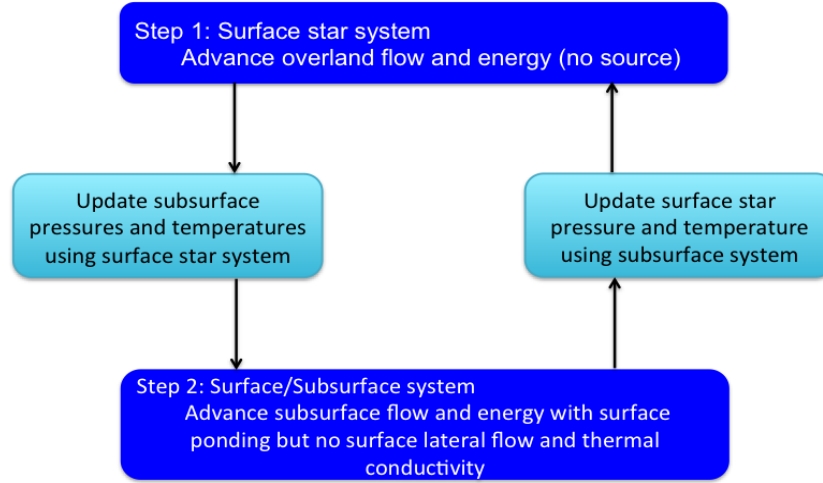 Step 1: Surface star system
Advance overland flow and energy (no source)
Update subsurface
pressures and temperatures
using surface star system
Update surface star
pressure and temperature
using subsurface system
Step 2: Surface/Subsurface system
Advance subsurface flow and energy with surface
ponding but no surface lateral flow and thermal
conductivity